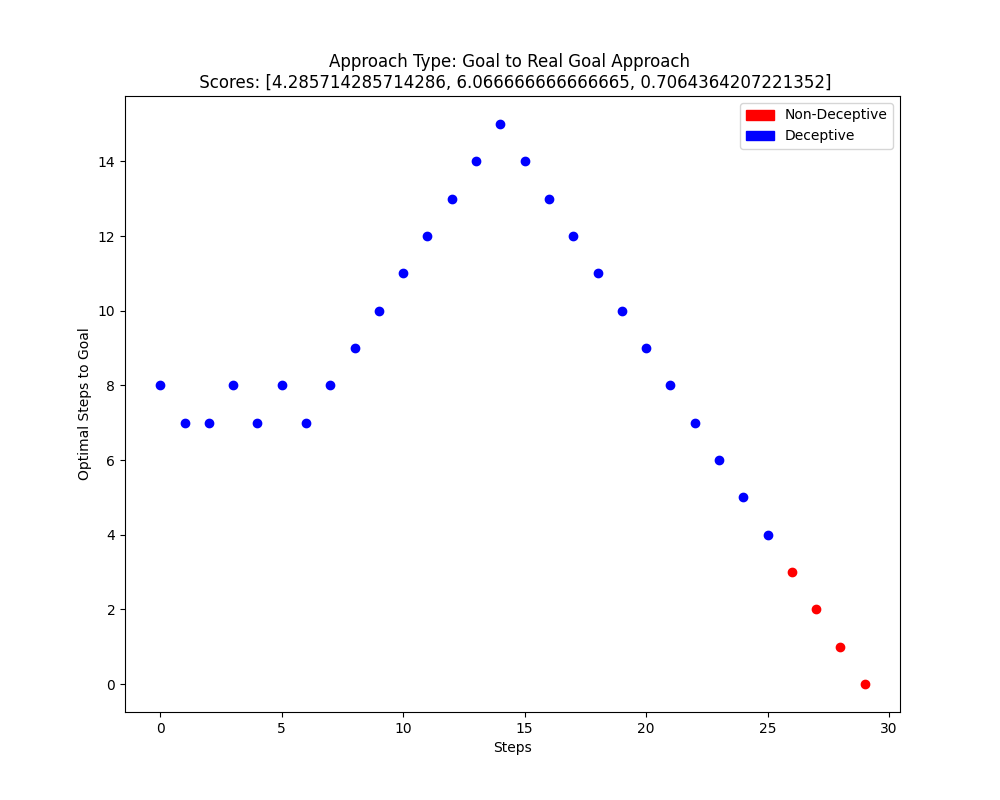 Approach Type: Goal to Real Goal Approach
Scores: [4.285714285714286, 6.066666666666665, 0.7064364207221352]
Non-Deceptive
Deceptive
Optimal Steps to Goal
14
12
10
8
6
4
2
0
0 5 10 15 20 25 30
Steps